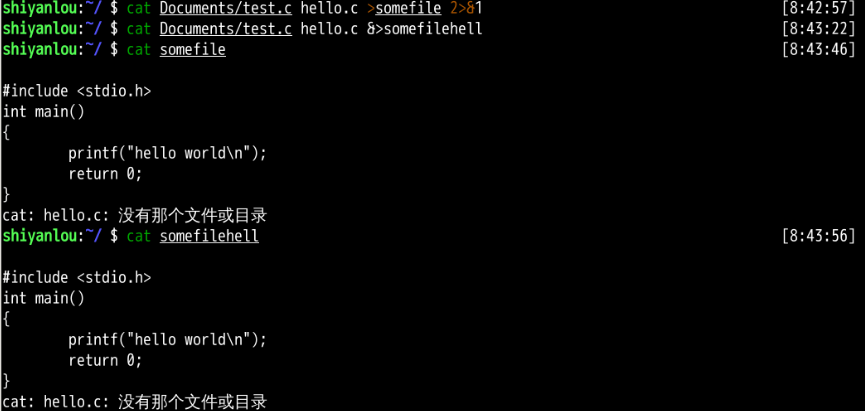 shiyanlou:~/ $ cat Documents/test.c hello.c >somefile 2>&1 [8:42:57]
shiyanlou:~/ $ cat Documents/test.c hello.c &>somefilehell [8:43:22]
shiyanlou:~/ $ cat somefile [8:43:46]
#include <stdio.h>
int main()
{
printf("hello world\n");
return 0;
}
cat: hello.c: 没有那个文件或目录
shiyanlou:~/ $ cat somefilehell [8:43:56]
#include <stdio.h>
int main()
{
printf("hello world\n");
return 0;
}
cat: hello.c: 没有那个文件或目录